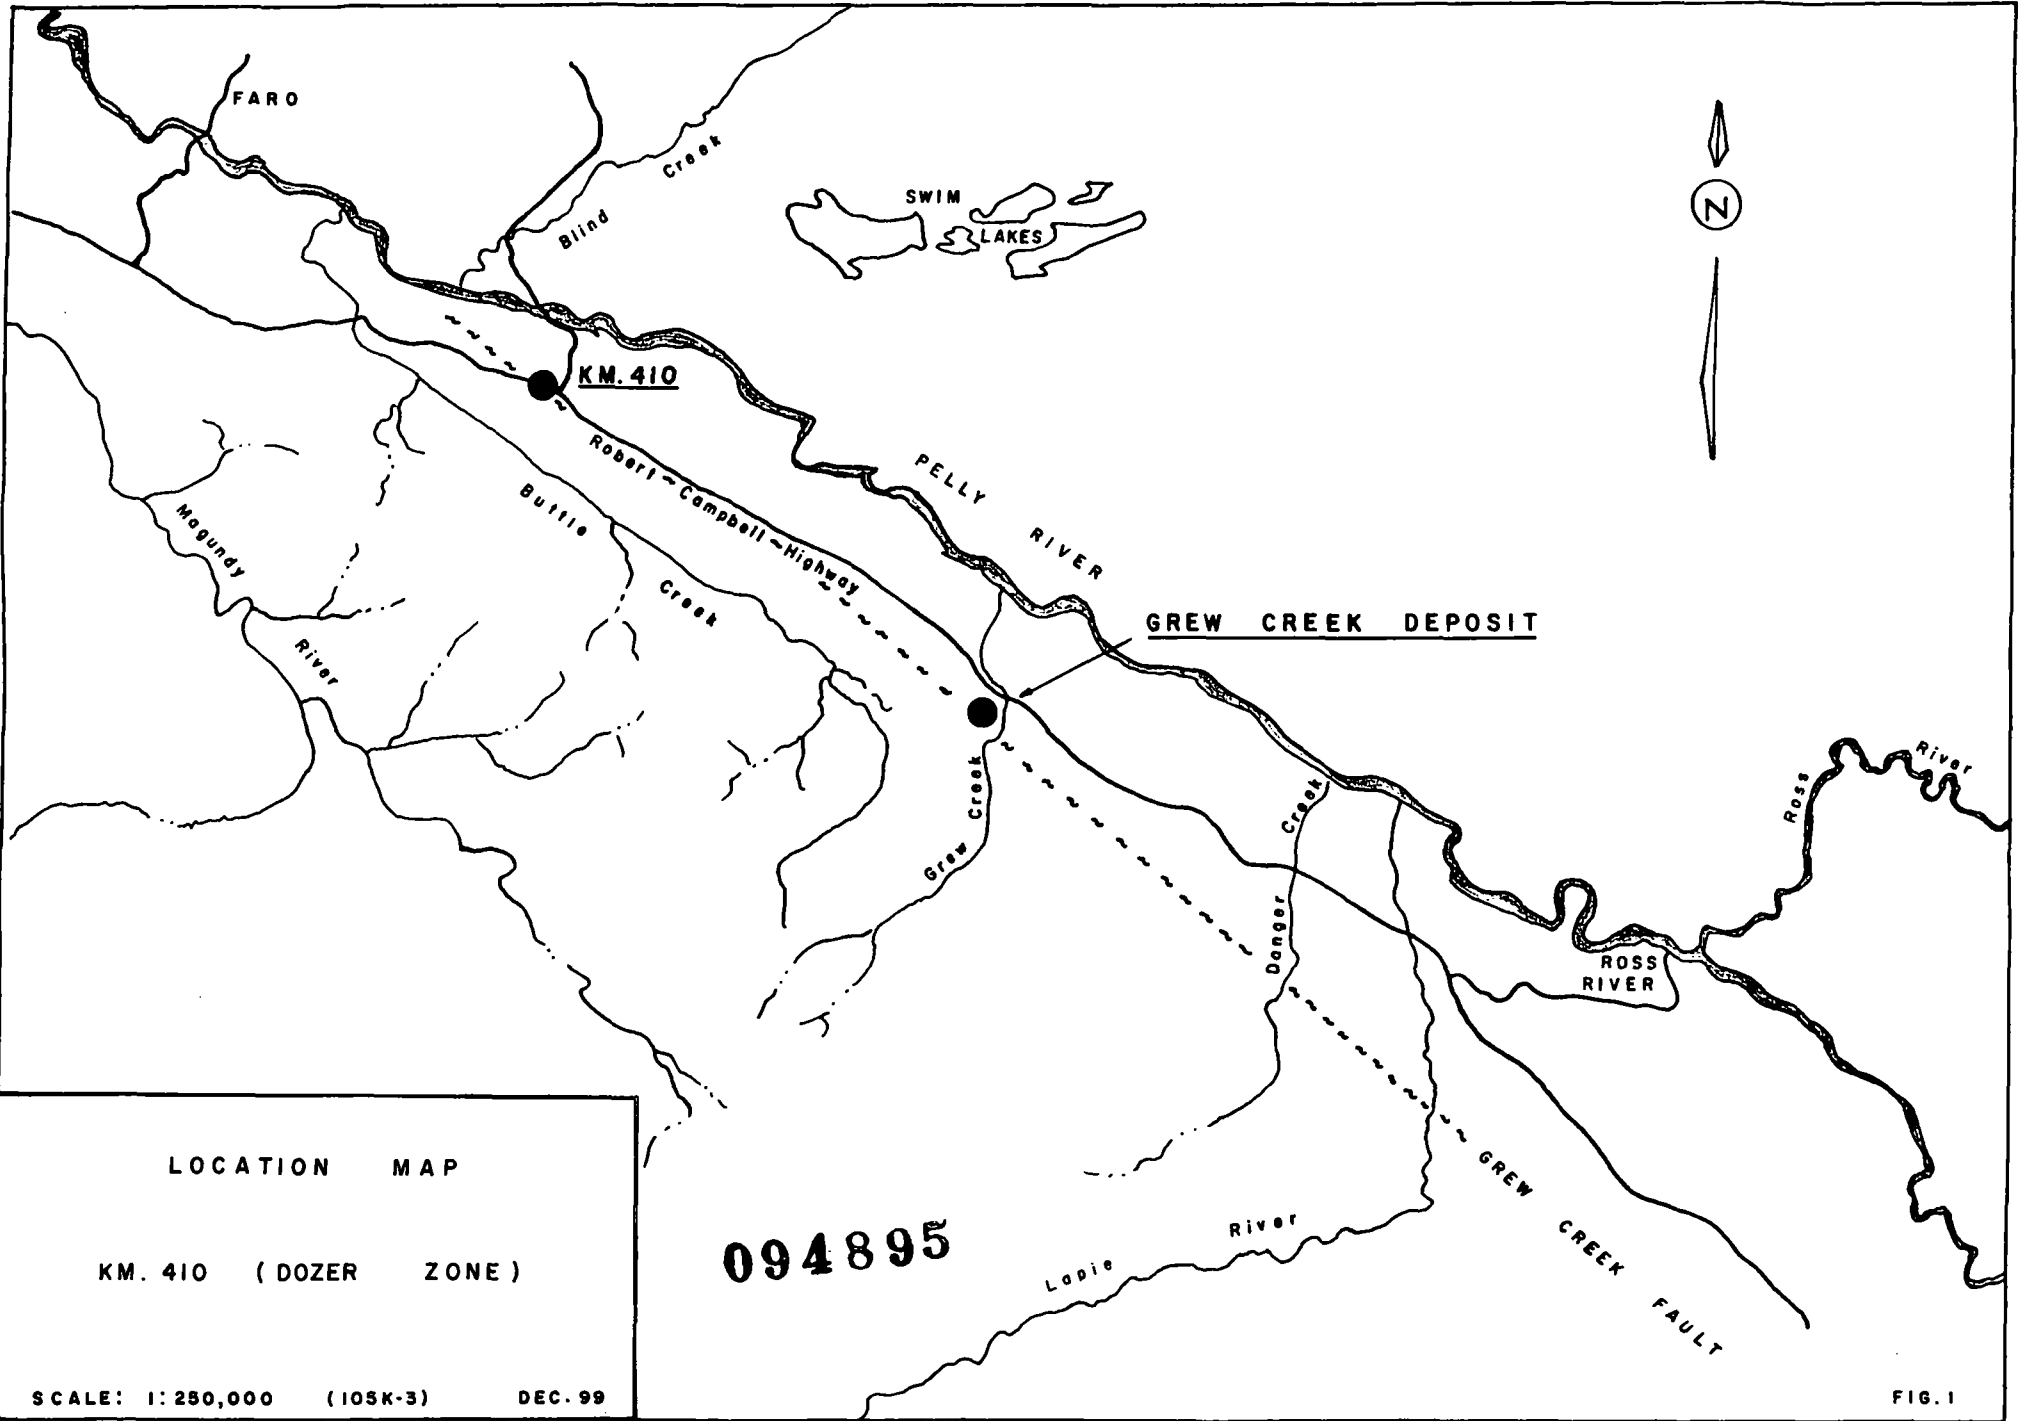 FARO
Blind Creek
SWIM
LAKES
N
KM. 410
Robert ~ Campbell ~ Highway
PELLY RIVER
Buttle Creek
Magundy River
GREW CREEK DEPOSIT
Grew Creek
Danger Creek
Ross River
ROSS
RIVER
Lapie River
GREW CREEK FAULT
LOCATION MAP
KM. 410 (DOZER ZONE)
SCALE: 1:250,000 (105K-3) DEC. 99
094895
FIG. 1